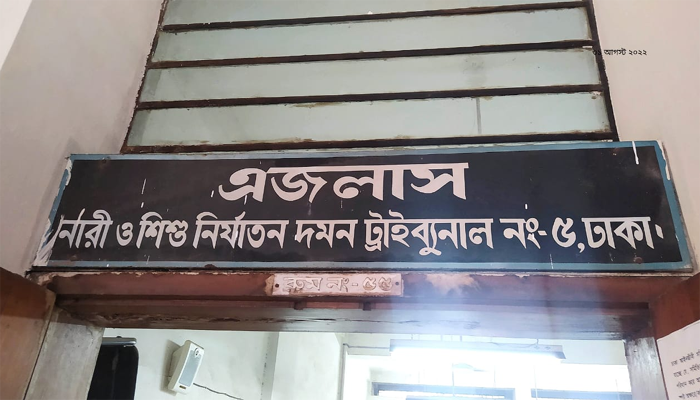 আগস্ট ২০২২
এজলাস
নারী ও শিশু নির্যাতন দমন ট্রাইব্যুনাল নং-৫, ঢাকা।
নং-